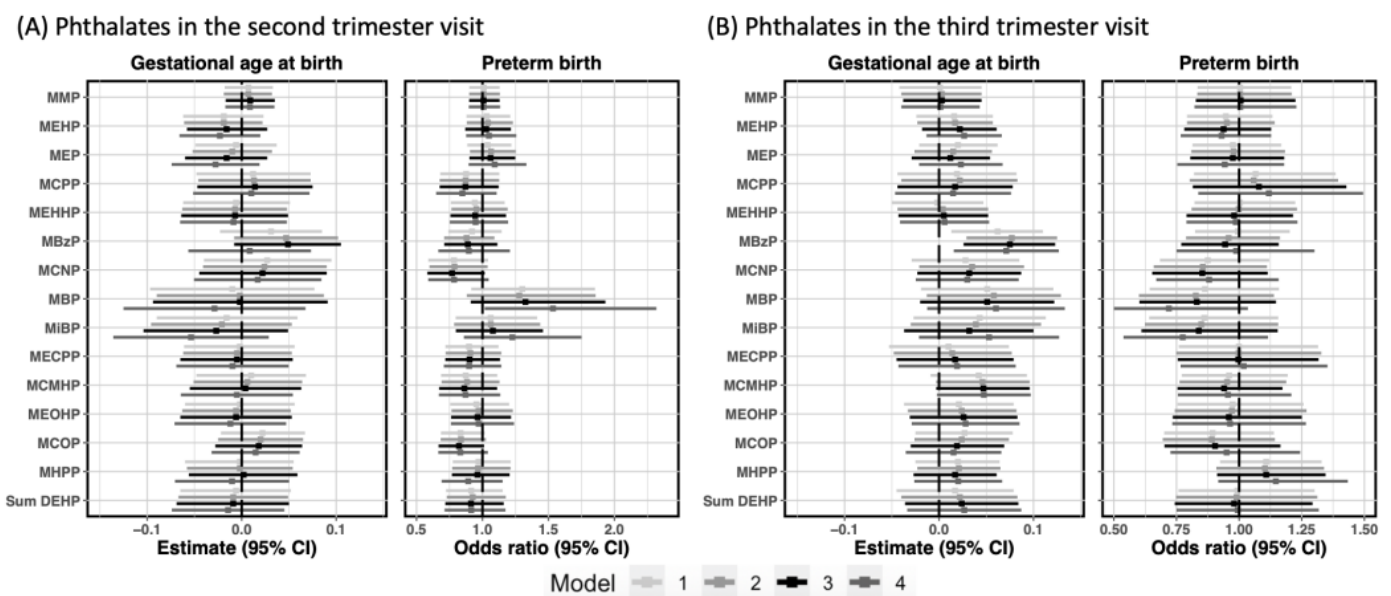 (A) Phthalates in the second trimester visit
Gestational age at birth
Preterm birth
MMP
MEHP
MEP
MCPP
MEHHP
MBzP
MCNP
MBP
MiBP
MECPP
MCMHP
MEOHP
MCOP
MHPP
Sum DEHP
−0.1 0.0 0.1
Estimate (95% CI)
0.5 1.0 1.5 2.0
Odds ratio (95% CI)
(B) Phthalates in the third trimester visit
Gestational age at birth
Preterm birth
MMP
MEHP
MEP
MCPP
MEHHP
MBzP
MCNP
MBP
MiBP
MECPP
MCMHP
MEOHP
MCOP
MHPP
Sum DEHP
−0.1 0.0 0.1
Estimate (95% CI)
0.50 0.75 1.00 1.25 1.50
Odds ratio (95% CI)
Model 1 2 3 4